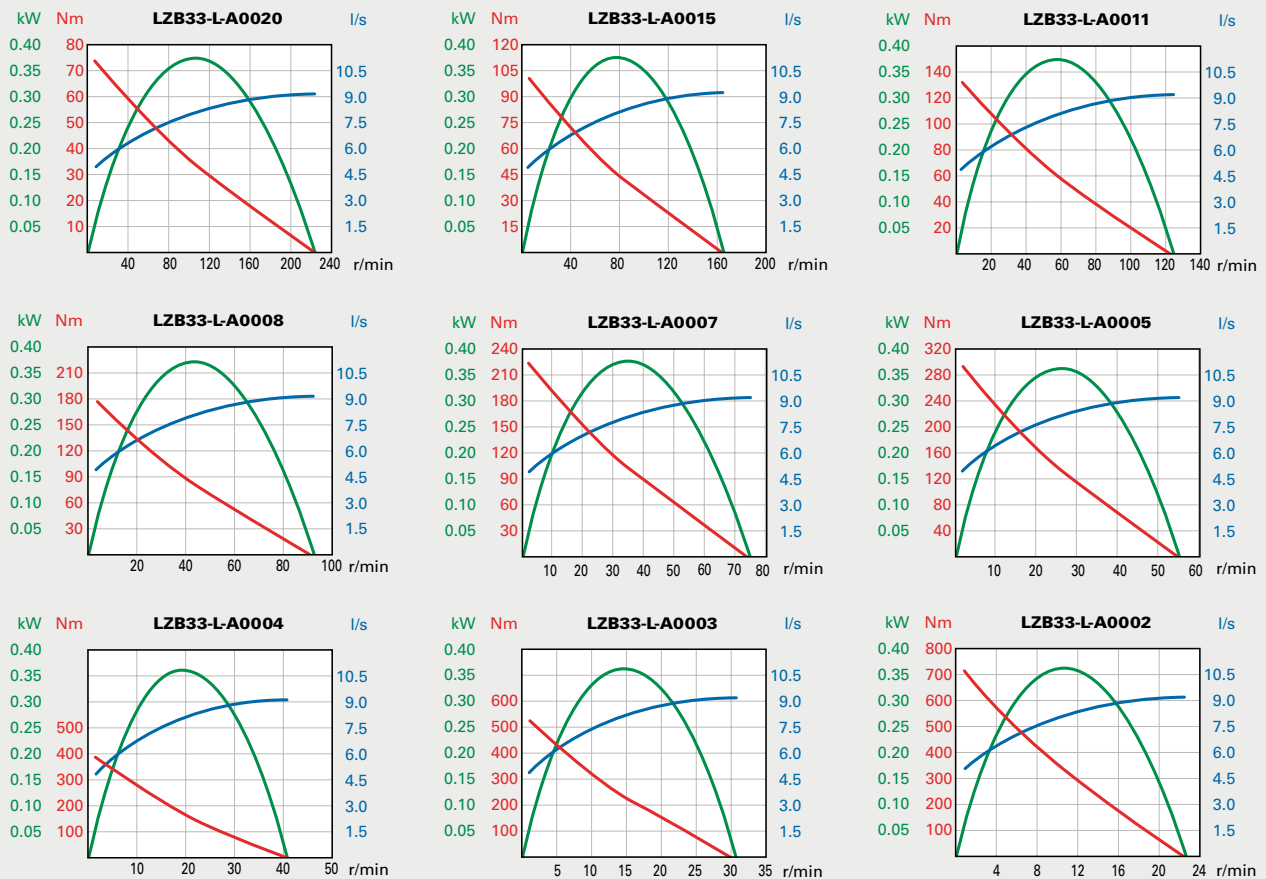 kW Nm LZB33-L-A0020 l/s
0.40 80
0.35 70 10.5
0.30 60 9.0
0.25 50 7.5
0.20 40 6.0
0.15 30 4.5
0.10 20 3.0
0.05 10 1.5
40 80 120 160 200 240 r/min
kW Nm LZB33-L-A0015 l/s
0.40 120
0.35 105 10.5
0.30 90 9.0
0.25 75 7.5
0.20 60 6.0
0.15 45 4.5
0.10 30 3.0
0.05 15 1.5
40 80 120 160 200 r/min
kW Nm LZB33-L-A0011 l/s
0.40
0.35 140 10.5
0.30 120 9.0
0.25 100 7.5
0.20 80 6.0
0.15 60 4.5
0.10 40 3.0
0.05 20 1.5
20 40 60 80 100 120 140 r/min
kW Nm LZB33-L-A0008 l/s
0.40
0.35 210 10.5
0.30 180 9.0
0.25 150 7.5
0.20 120 6.0
0.15 90 4.5
0.10 60 3.0
0.05 30 1.5
20 40 60 80 100 r/min
kW Nm LZB33-L-A0007 l/s
0.40 240
0.35 210 10.5
0.30 180 9.0
0.25 150 7.5
0.20 120 6.0
0.15 90 4.5
0.10 60 3.0
0.05 30 1.5
10 20 30 40 50 60 70 80 r/min
kW Nm LZB33-L-A0005 l/s
0.40 320
0.35 280 10.5
0.30 240 9.0
0.25 200 7.5
0.20 160 6.0
0.15 120 4.5
0.10 80 3.0
0.05 40 1.5
10 20 30 40 50 60 r/min
kW Nm LZB33-L-A0004 l/s
0.40
0.35 10.5
0.30 9.0
0.25 500 7.5
0.20 400 6.0
0.15 300 4.5
0.10 200 3.0
0.05 100 1.5
10 20 30 40 50 r/min
kW Nm LZB33-L-A0003 l/s
0.40
0.35 10.5
0.30 600 9.0
0.25 500 7.5
0.20 400 6.0
0.15 300 4.5
0.10 200 3.0
0.05 100 1.5
5 10 15 20 25 30 35 r/min
kW Nm LZB33-L-A0002 l/s
0.40 800
0.35 700 10.5
0.30 600 9.0
0.25 500 7.5
0.20 400 6.0
0.15 300 4.5
0.10 200 3.0
0.05 100 1.5
4 8 12 16 20 24 r/min